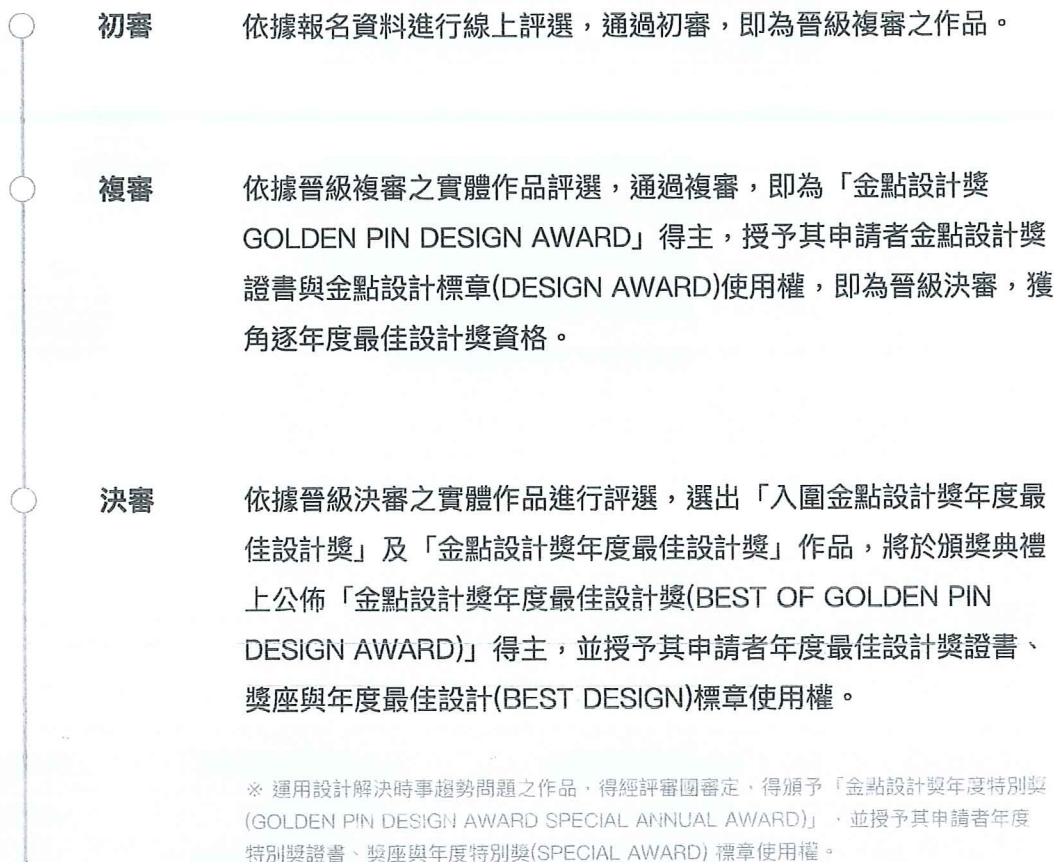 初審 依據報名資料進行線上評選，通過初審，即為晉級複審之作品。
複審 依據晉級複審之實體作品評選，通過複審，即為「金點設計獎
GOLDEN PIN DESIGN AWARD」得主，授予其申請者金點設計獎
證書與金點設計標章(DESIGN AWARD)使用權，即為晉級決審，獲
角逐年度最佳設計獎資格。
決審 依據晉級決審之實體作品進行評選，選出「入圍金點設計獎年度最
佳設計獎」及「金點設計獎年度最佳設計獎」作品，將於頒獎典禮
上公佈「金點設計獎年度最佳設計獎(BEST OF GOLDEN PIN
DESIGN AWARD)」得主，並授予其申請者年度最佳設計獎證書、
獎座與年度最佳設計(BEST DESIGN)標章使用權。
※ 運用設計解決時事趨勢問題之作品，得經評審團審定，得頒予「金點設計獎年度特別獎
(GOLDEN PIN DESIGN AWARD SPECIAL ANNUAL AWARD)」，並授予其申請者年度
特別獎證書、獎座與年度特別獎(SPECIAL AWARD) 標章使用權。